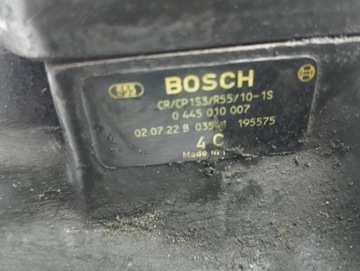 BOSCH
CR/CP1S3/R55/10-1S
0 445 010 007
02.07.22 B 195575
4 C
Made in